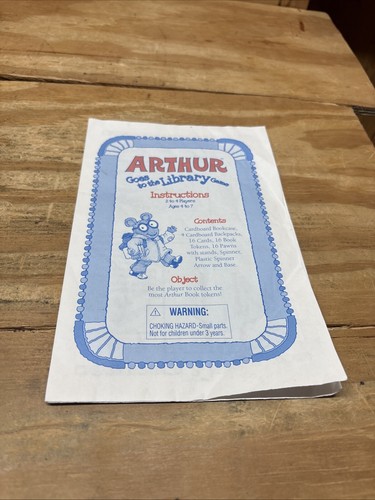 ARTHUR
Goes
to the Library Game
Instructions
2 to 4 Players
Ages 4 to 7
Contents
Cardboard Bookcase,
4 Cardboard Backpacks,
16 Cards, 16 Book
Tokens, 16 Pawns
with stands, Spinner,
Plastic Spinner
Arrow and Base.
Object
Be the player to collect the
most Arthur Book tokens!
WARNING:
CHOKING HAZARD-Small parts.
Not for children under 3 years.